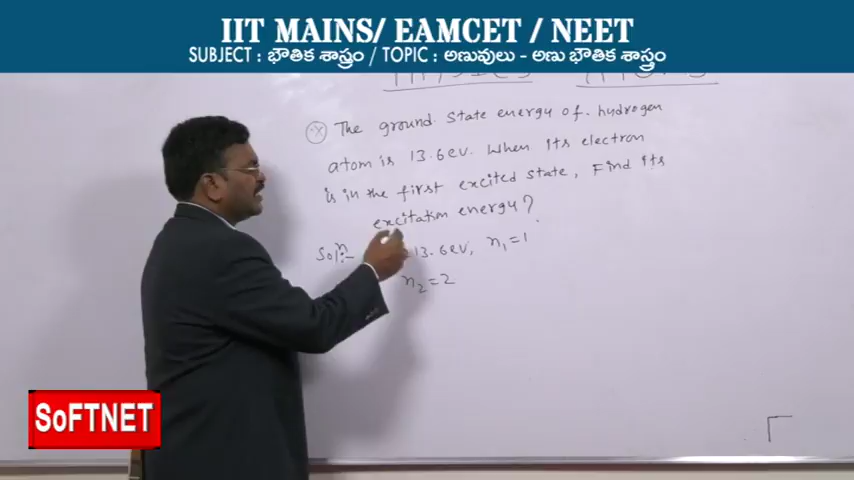 IIT MAINS/ EAMCET / NEET
SUBJECT : భౌతిక శాస్త్రం / TOPIC : అణువులు - అణు భౌతిక శాస్త్రం
The ground state energy of hydrogen
atom is 13.6eV. When its electron
is in the first excited state, Find its
excitation energy?
Solⁿ:- 13.6eV, n₁=1
n₂=2
SoFTNET